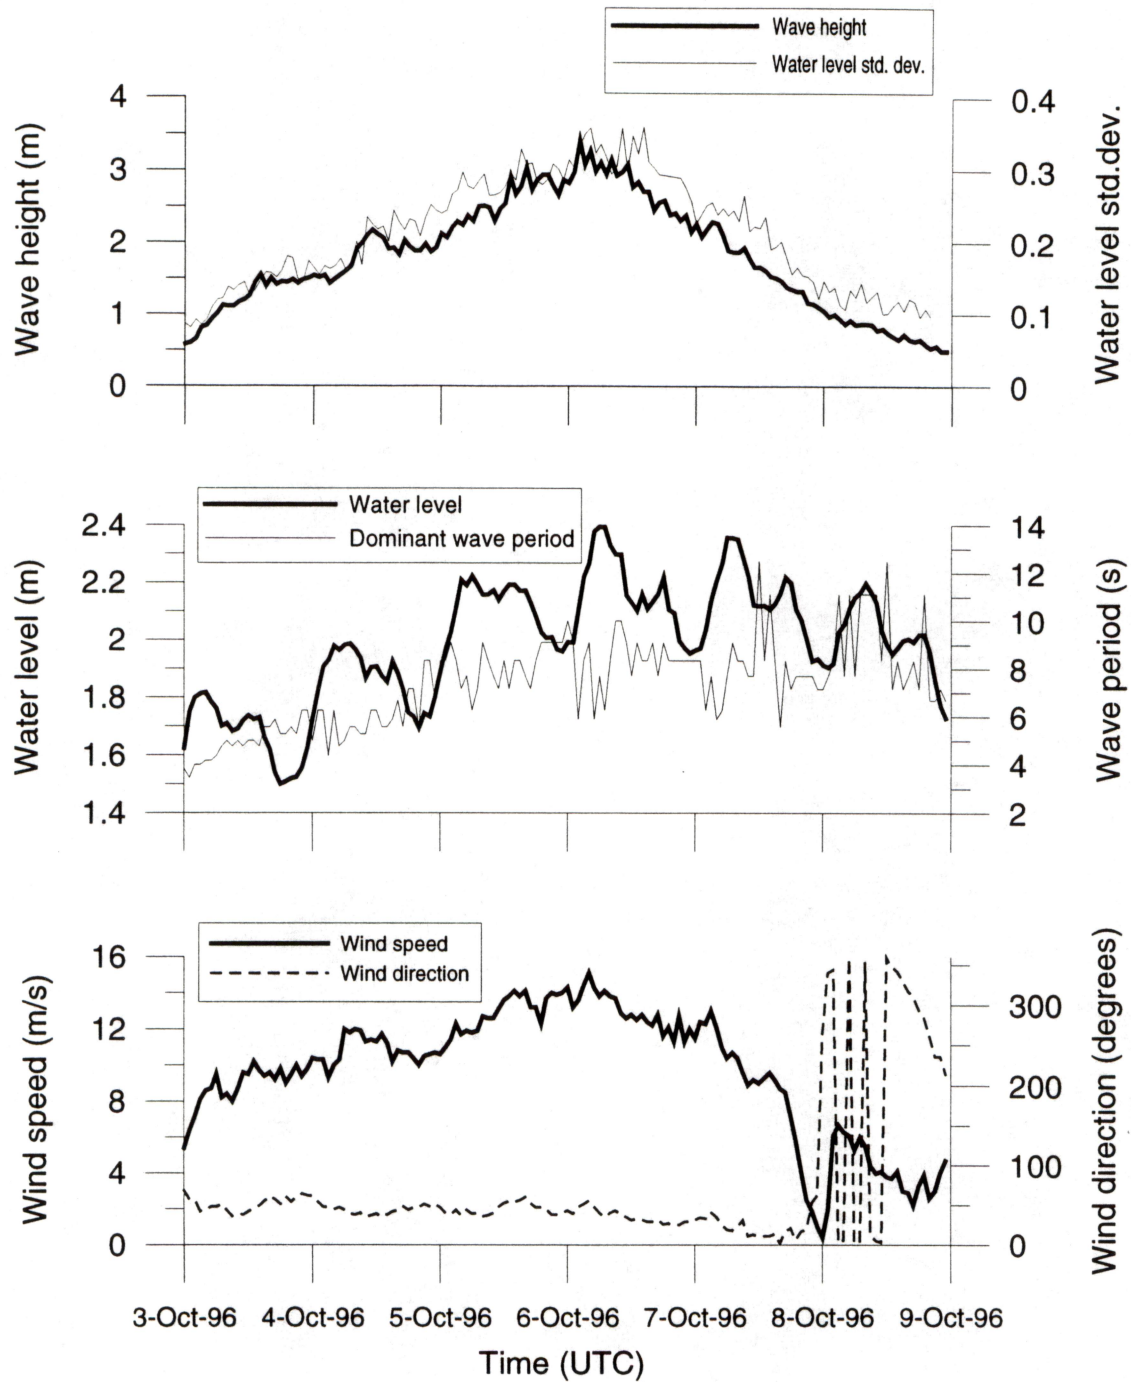 Wave height
Water level std. dev.
Wave height (m)
4
3
2
1
0
0.4
0.3
0.2
0.1
0
Water level std.dev.
Water level
Dominant wave period
Water level (m)
2.4
2.2
2
1.8
1.6
1.4
14
12
10
8
6
4
2
Wave period (s)
Wind speed
Wind direction
Wind speed (m/s)
16
12
8
4
0
300
200
100
0
Wind direction (degrees)
3-Oct-96 4-Oct-96 5-Oct-96 6-Oct-96 7-Oct-96 8-Oct-96 9-Oct-96
Time (UTC)